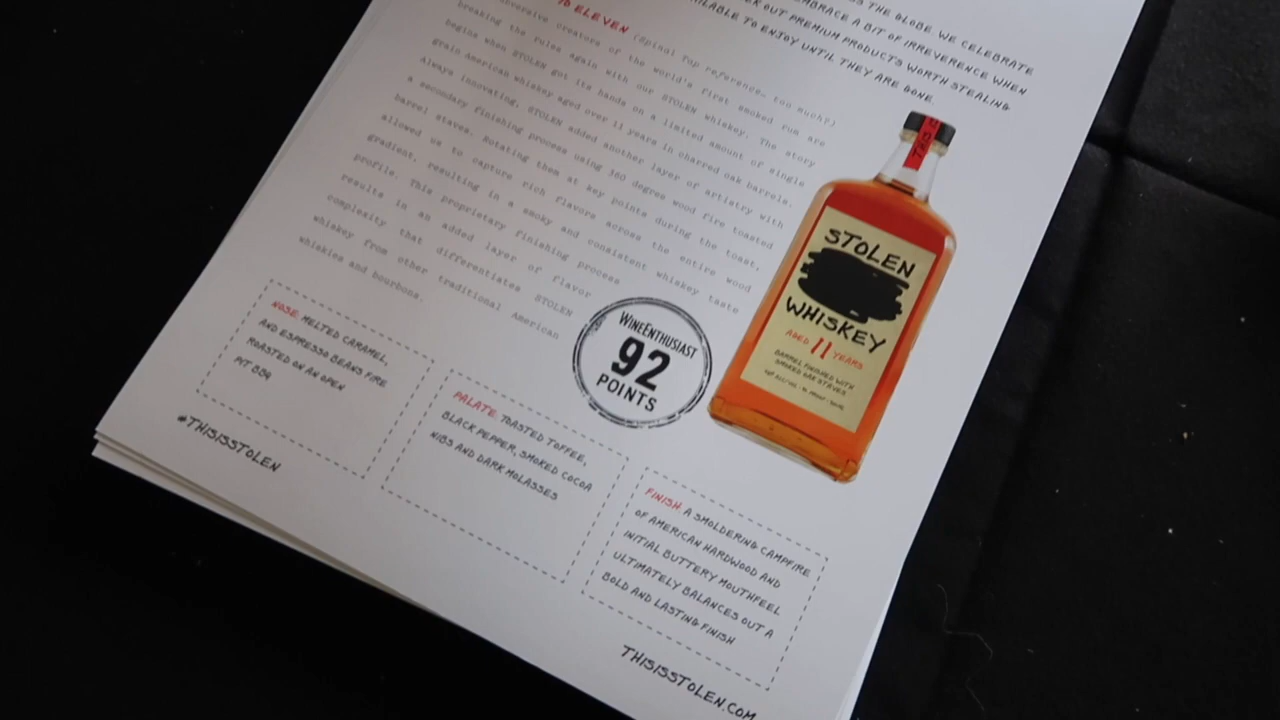 S THE GLOBE. WE CELEBRATE
EMBRACE A BIT OF IRREVERENCE WHEN
OUT PREMIUM PRODUCTS WORTH STEALING
TO ENJOY UNTIL THEY ARE GONE.
ELEVEN (Spinal Tap reference… too much?)
creators of the world's first smoked rum are
breaking the rules again with our STOLEN whiskey. The story
begins when STOLEN got its hands on a limited amount of single
grain American whiskey aged over 11 years in charred oak barrels.
Always innovating, STOLEN added another layer of artistry with
secondary finishing process using 360 degree wood fire toasted
barrel staves. Rotating them at key points during the toast,
allowed us to capture rich flavors across the entire wood
gradient, resulting in a smoky and consistent whiskey taste
profile. This proprietary finishing process
results in an added layer of flavor
complexity that differentiates STOLEN
whiskey from other traditional American
whiskies and bourbons.
THIS
STOLEN
WHISKEY
AGED 11 YEARS
BARREL FINISHED WITH
SMOKED OAK STAVES
WINEENTHUSIAST
92
POINTS
NOSE: MELTED CARAMEL,
AND ESPRESSO BEANS FIRE
ROASTED ON AN OPEN
PIT BBQ
PALATE: TOASTED TOFFEE,
BLACK PEPPER, SMOKED COCOA
NIBS AND DARK MOLASSES
FINISH: A SMOLDERING CAMPFIRE
OF AMERICAN HARDWOOD AND
INITIAL BUTTERY MOUTHFEEL
ULTIMATELY BALANCES OUT A
BOLD AND LASTING FINISH
#THISISSTOLEN
THISISSTOLEN.COM